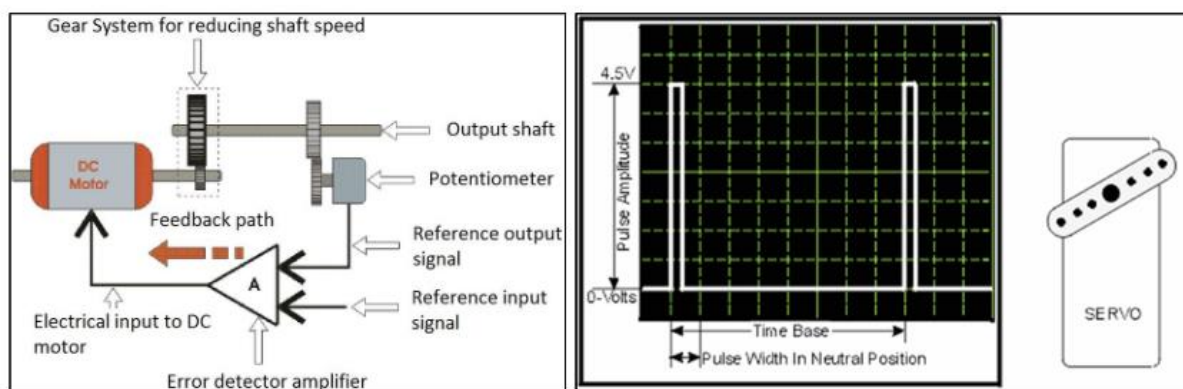 Gear System for reducing shaft speed
Output shaft
DC
Motor
Potentiometer
Feedback path
Reference output
signal
A
Reference input
signal
Electrical input to DC
motor
Error detector amplifier
4.5V
Pulse Amplitude
0-Volts
Time Base
Pulse Width In Neutral Position
SERVO